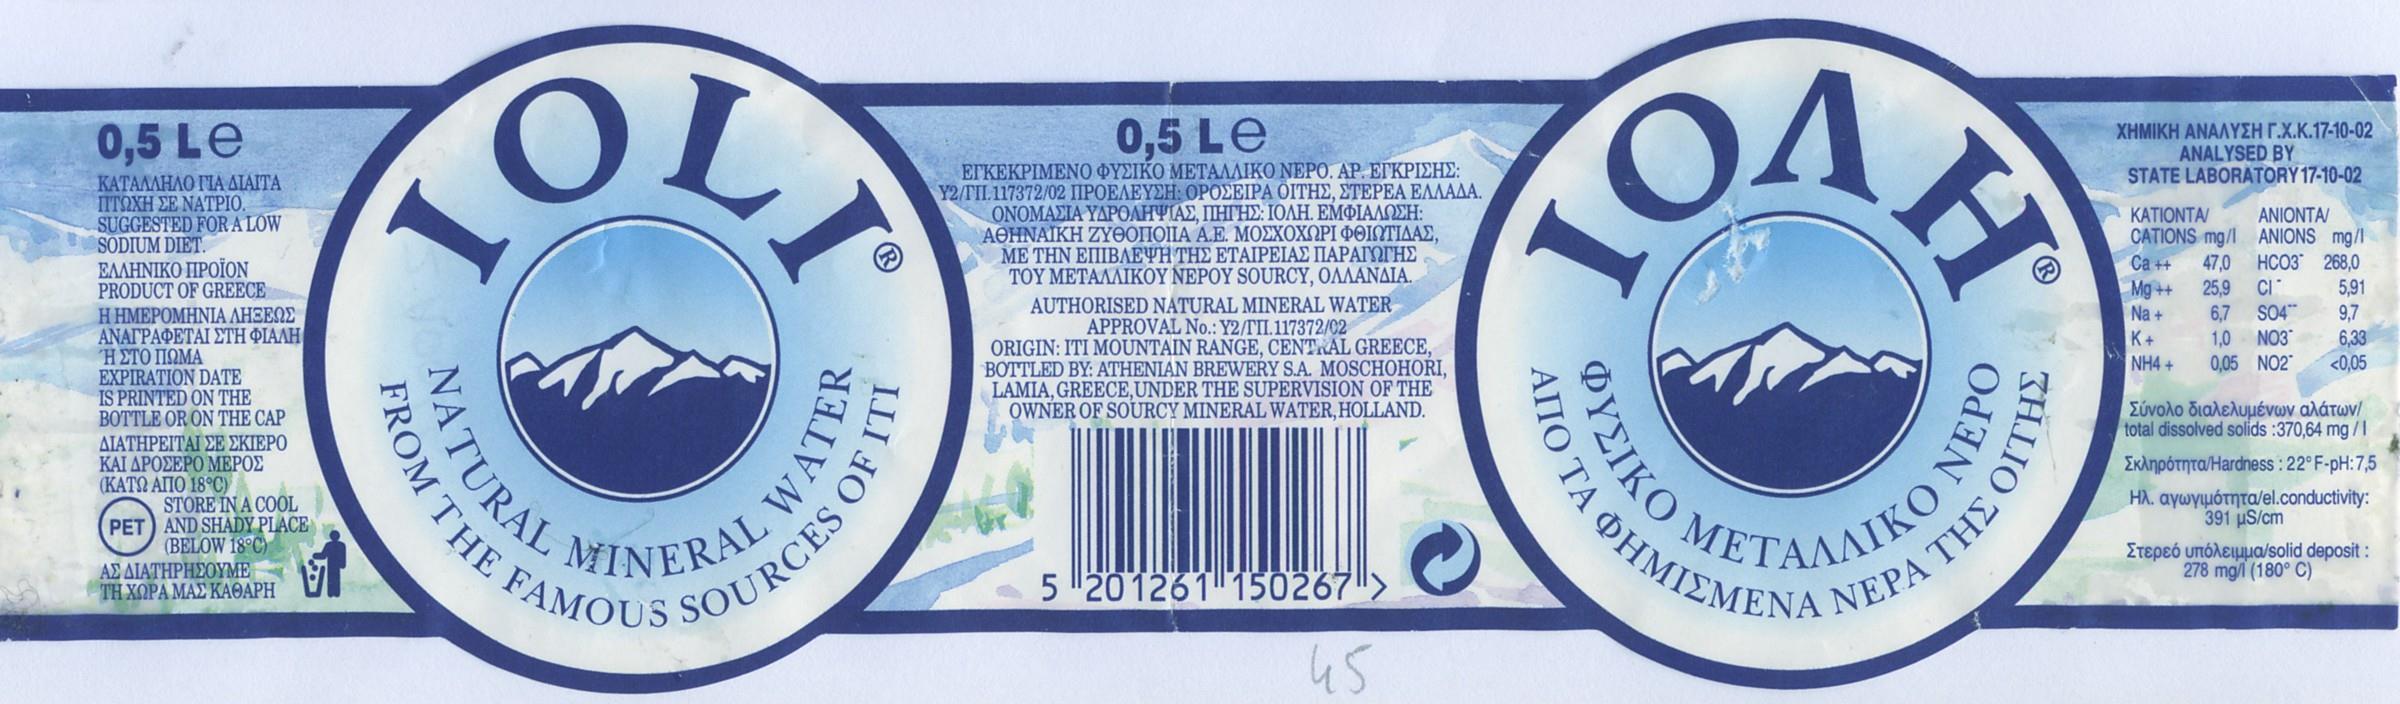 0,5 L e
ΚΑΤΑΛΛΗΛΟ ΓΙΑ ΔΙΑΙΤΑ
ΠΤΩΧΗ ΣΕ ΝΑΤΡΙΟ.
SUGGESTED FOR A LOW
SODIUM DIET.
ΕΛΛΗΝΙΚΟ ΠΡΟΪΟΝ
PRODUCT OF GREECE
Η ΗΜΕΡΟΜΗΝΙΑ ΛΗΞΕΩΣ
ΑΝΑΓΡΑΦΕΤΑΙ ΣΤΗ ΦΙΑΛΗ
Ή ΣΤΟ ΠΩΜΑ
EXPIRATION DATE
IS PRINTED ON THE
BOTTLE OR ON THE CAP
ΔΙΑΤΗΡΕΙΤΑΙ ΣΕ ΣΚΙΕΡΟ
ΚΑΙ ΔΡΟΣΕΡΟ ΜΕΡΟΣ
(ΚΑΤΩ ΑΠΟ 18°C)
PET
STORE IN A COOL
AND SHADY PLACE
(BELOW 18°C)
ΑΣ ΔΙΑΤΗΡΗΣΟΥΜΕ
ΤΗ ΧΩΡΑ ΜΑΣ ΚΑΘΑΡΗ
IOLI ®
NATURAL MINERAL WATER
FROM THE FAMOUS SOURCES OF ITI
0,5 L e
ΕΓΚΕΚΡΙΜΕΝΟ ΦΥΣΙΚΟ ΜΕΤΑΛΛΙΚΟ ΝΕΡΟ. ΑΡ. ΕΓΚΡΙΣΗΣ:
Υ2/ΓΠ.117372/02 ΠΡΟΕΛΕΥΣΗ: ΟΡΟΣΕΙΡΑ ΟΙΤΗΣ, ΣΤΕΡΕΑ ΕΛΛΑΔΑ.
ΟΝΟΜΑΣΙΑ ΥΔΡΟΛΗΨΙΑΣ, ΠΗΓΗΣ: ΙΟΛΗ. ΕΜΦΙΑΛΩΣΗ:
ΑΘΗΝΑΙΚΗ ΖΥΘΟΠΟΙΙΑ Α.Ε. ΜΟΣΧΟΧΩΡΙ ΦΘΙΩΤΙΔΑΣ,
ΜΕ ΤΗΝ ΕΠΙΒΛΕΨΗ ΤΗΣ ΕΤΑΙΡΕΙΑΣ ΠΑΡΑΓΩΓΗΣ
ΤΟΥ ΜΕΤΑΛΛΙΚΟΥ ΝΕΡΟΥ SOURCY, ΟΛΛΑΝΔΙΑ.
AUTHORISED NATURAL MINERAL WATER
APPROVAL No.: Υ2/ΓΠ.117372/02
ORIGIN: ITI MOUNTAIN RANGE, CENTRAL GREECE,
BOTTLED BY: ATHENIAN BREWERY S.A. MOSCHOHORI,
LAMIA, GREECE, UNDER THE SUPERVISION OF THE
OWNER OF SOURCY MINERAL WATER, HOLLAND.
5 201261 150267 >
45
ΙΟΛΗ ®
ΦΥΣΙΚΟ ΜΕΤΑΛΛΙΚΟ ΝΕΡΟ
ΑΠΟ ΤΑ ΦΗΜΙΣΜΕΝΑ ΝΕΡΑ ΤΗΣ ΟΙΤΗΣ
ΧΗΜΙΚΗ ΑΝΑΛΥΣΗ Γ.Χ.Κ.17-10-02
ANALYSED BY
STATE LABORATORY 17-10-02
ΚΑΤΙΟΝΤΑ/ ΑΝΙΟΝΤΑ/
CATIONS mg/l ANIONS mg/l
Ca ++ 47,0 HCO3⁻ 268,0
Mg ++ 25,9 Cl⁻ 5,91
Na + 6,7 SO4⁻⁻ 9,7
K + 1,0 NO3⁻ 6,33
NH4 + 0,05 NO2⁻ <0,05
Σύνολο διαλελυμένων αλάτων/
total dissolved solids :370,64 mg / l
Σκληρότητα/Hardness : 22° F-pH: 7,5
Ηλ. αγωγιμότητα/el.conductivity:
391 μS/cm
Στερεό υπόλειμμα/solid deposit :
278 mg/l (180° C)